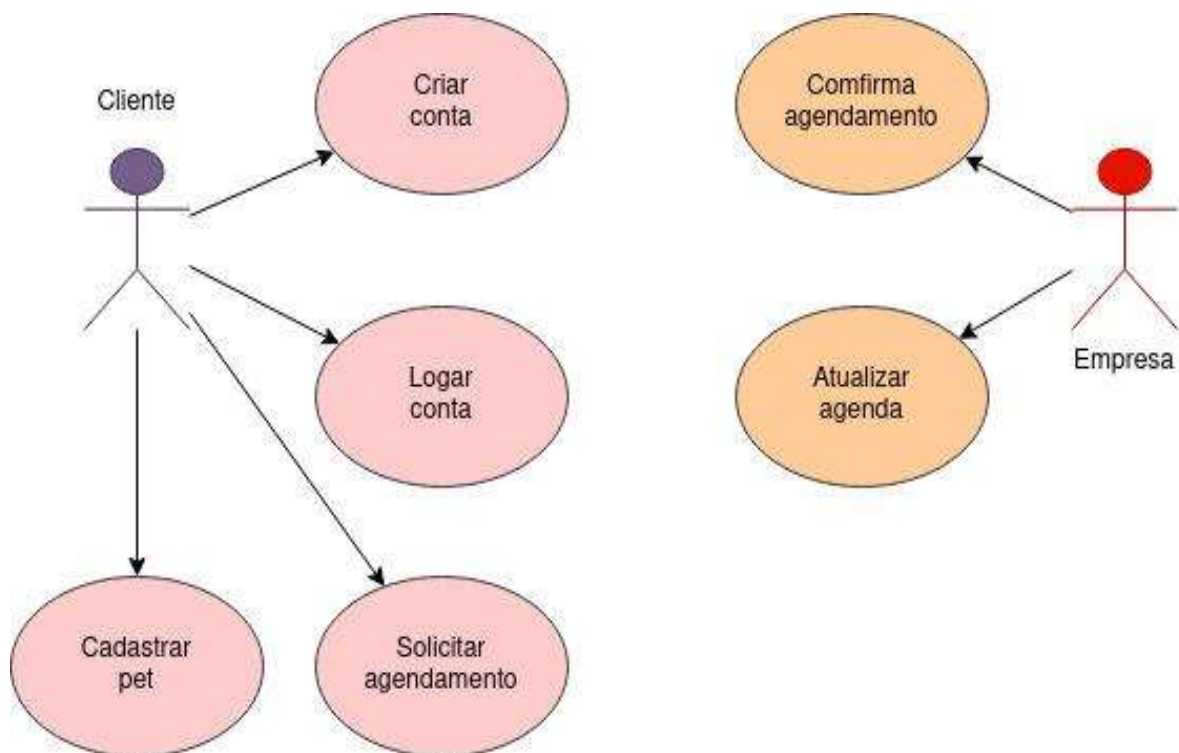 Cliente
Criar
conta
Comfirma
agendamento
Logar
conta
Atualizar
agenda
Empresa
Cadastrar
pet
Solicitar
agendamento